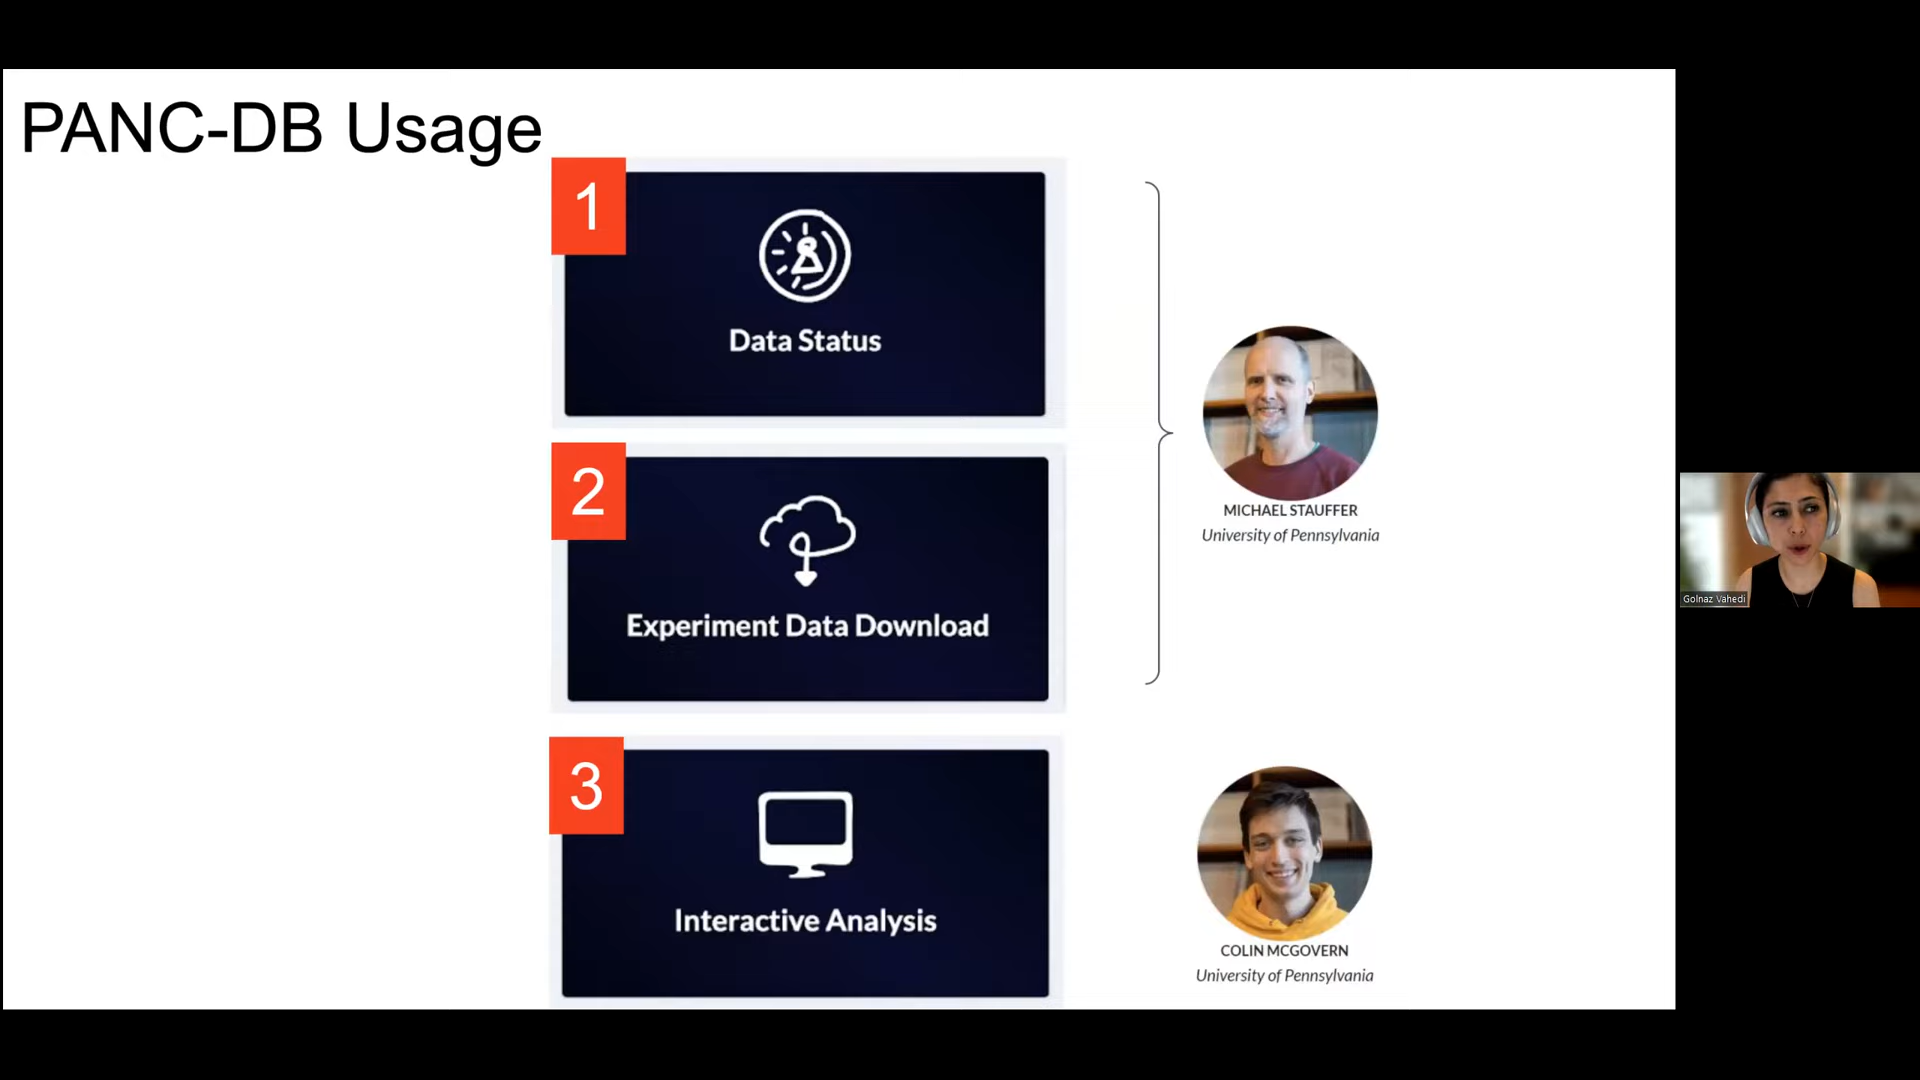 PANC-DB Usage
1
Data Status
2
Experiment Data Download
3
Interactive Analysis
MICHAEL STAUFFER
University of Pennsylvania
COLIN MCGOVERN
University of Pennsylvania
Golnaz Vahedi